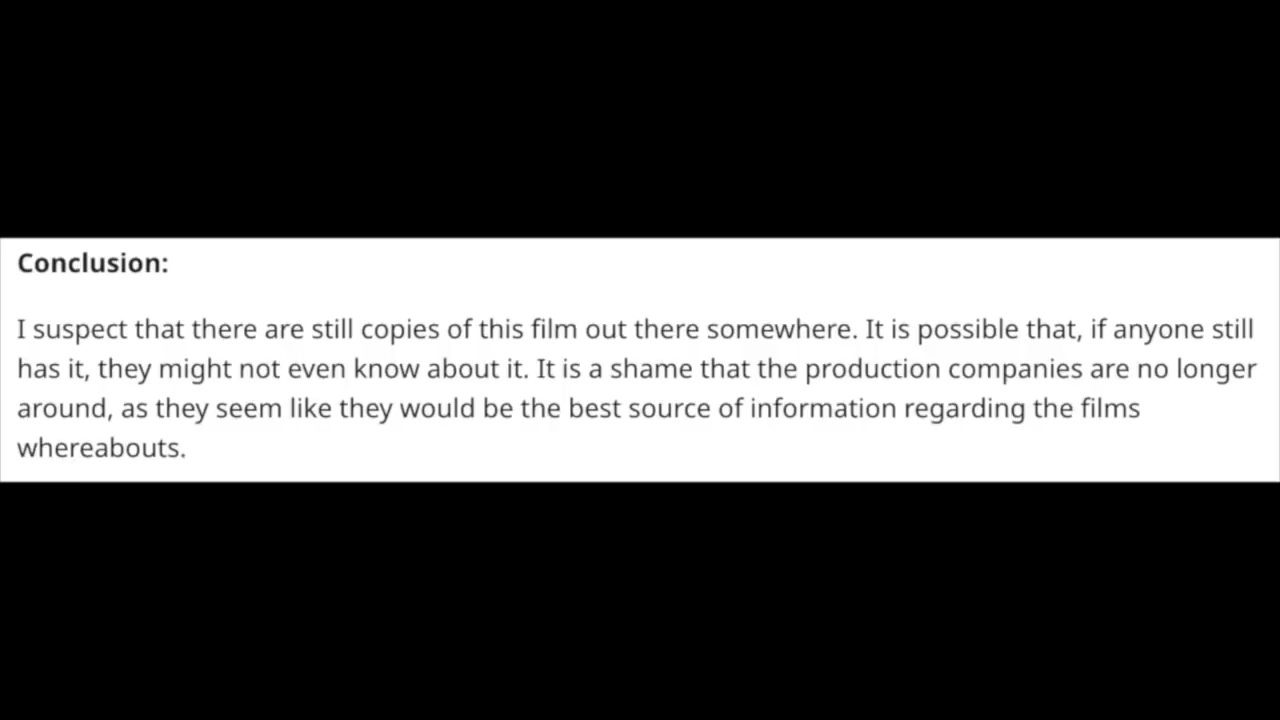 Conclusion:
I suspect that there are still copies of this film out there somewhere. It is possible that, if anyone still
has it, they might not even know about it. It is a shame that the production companies are no longer
around, as they seem like they would be the best source of information regarding the films
whereabouts.